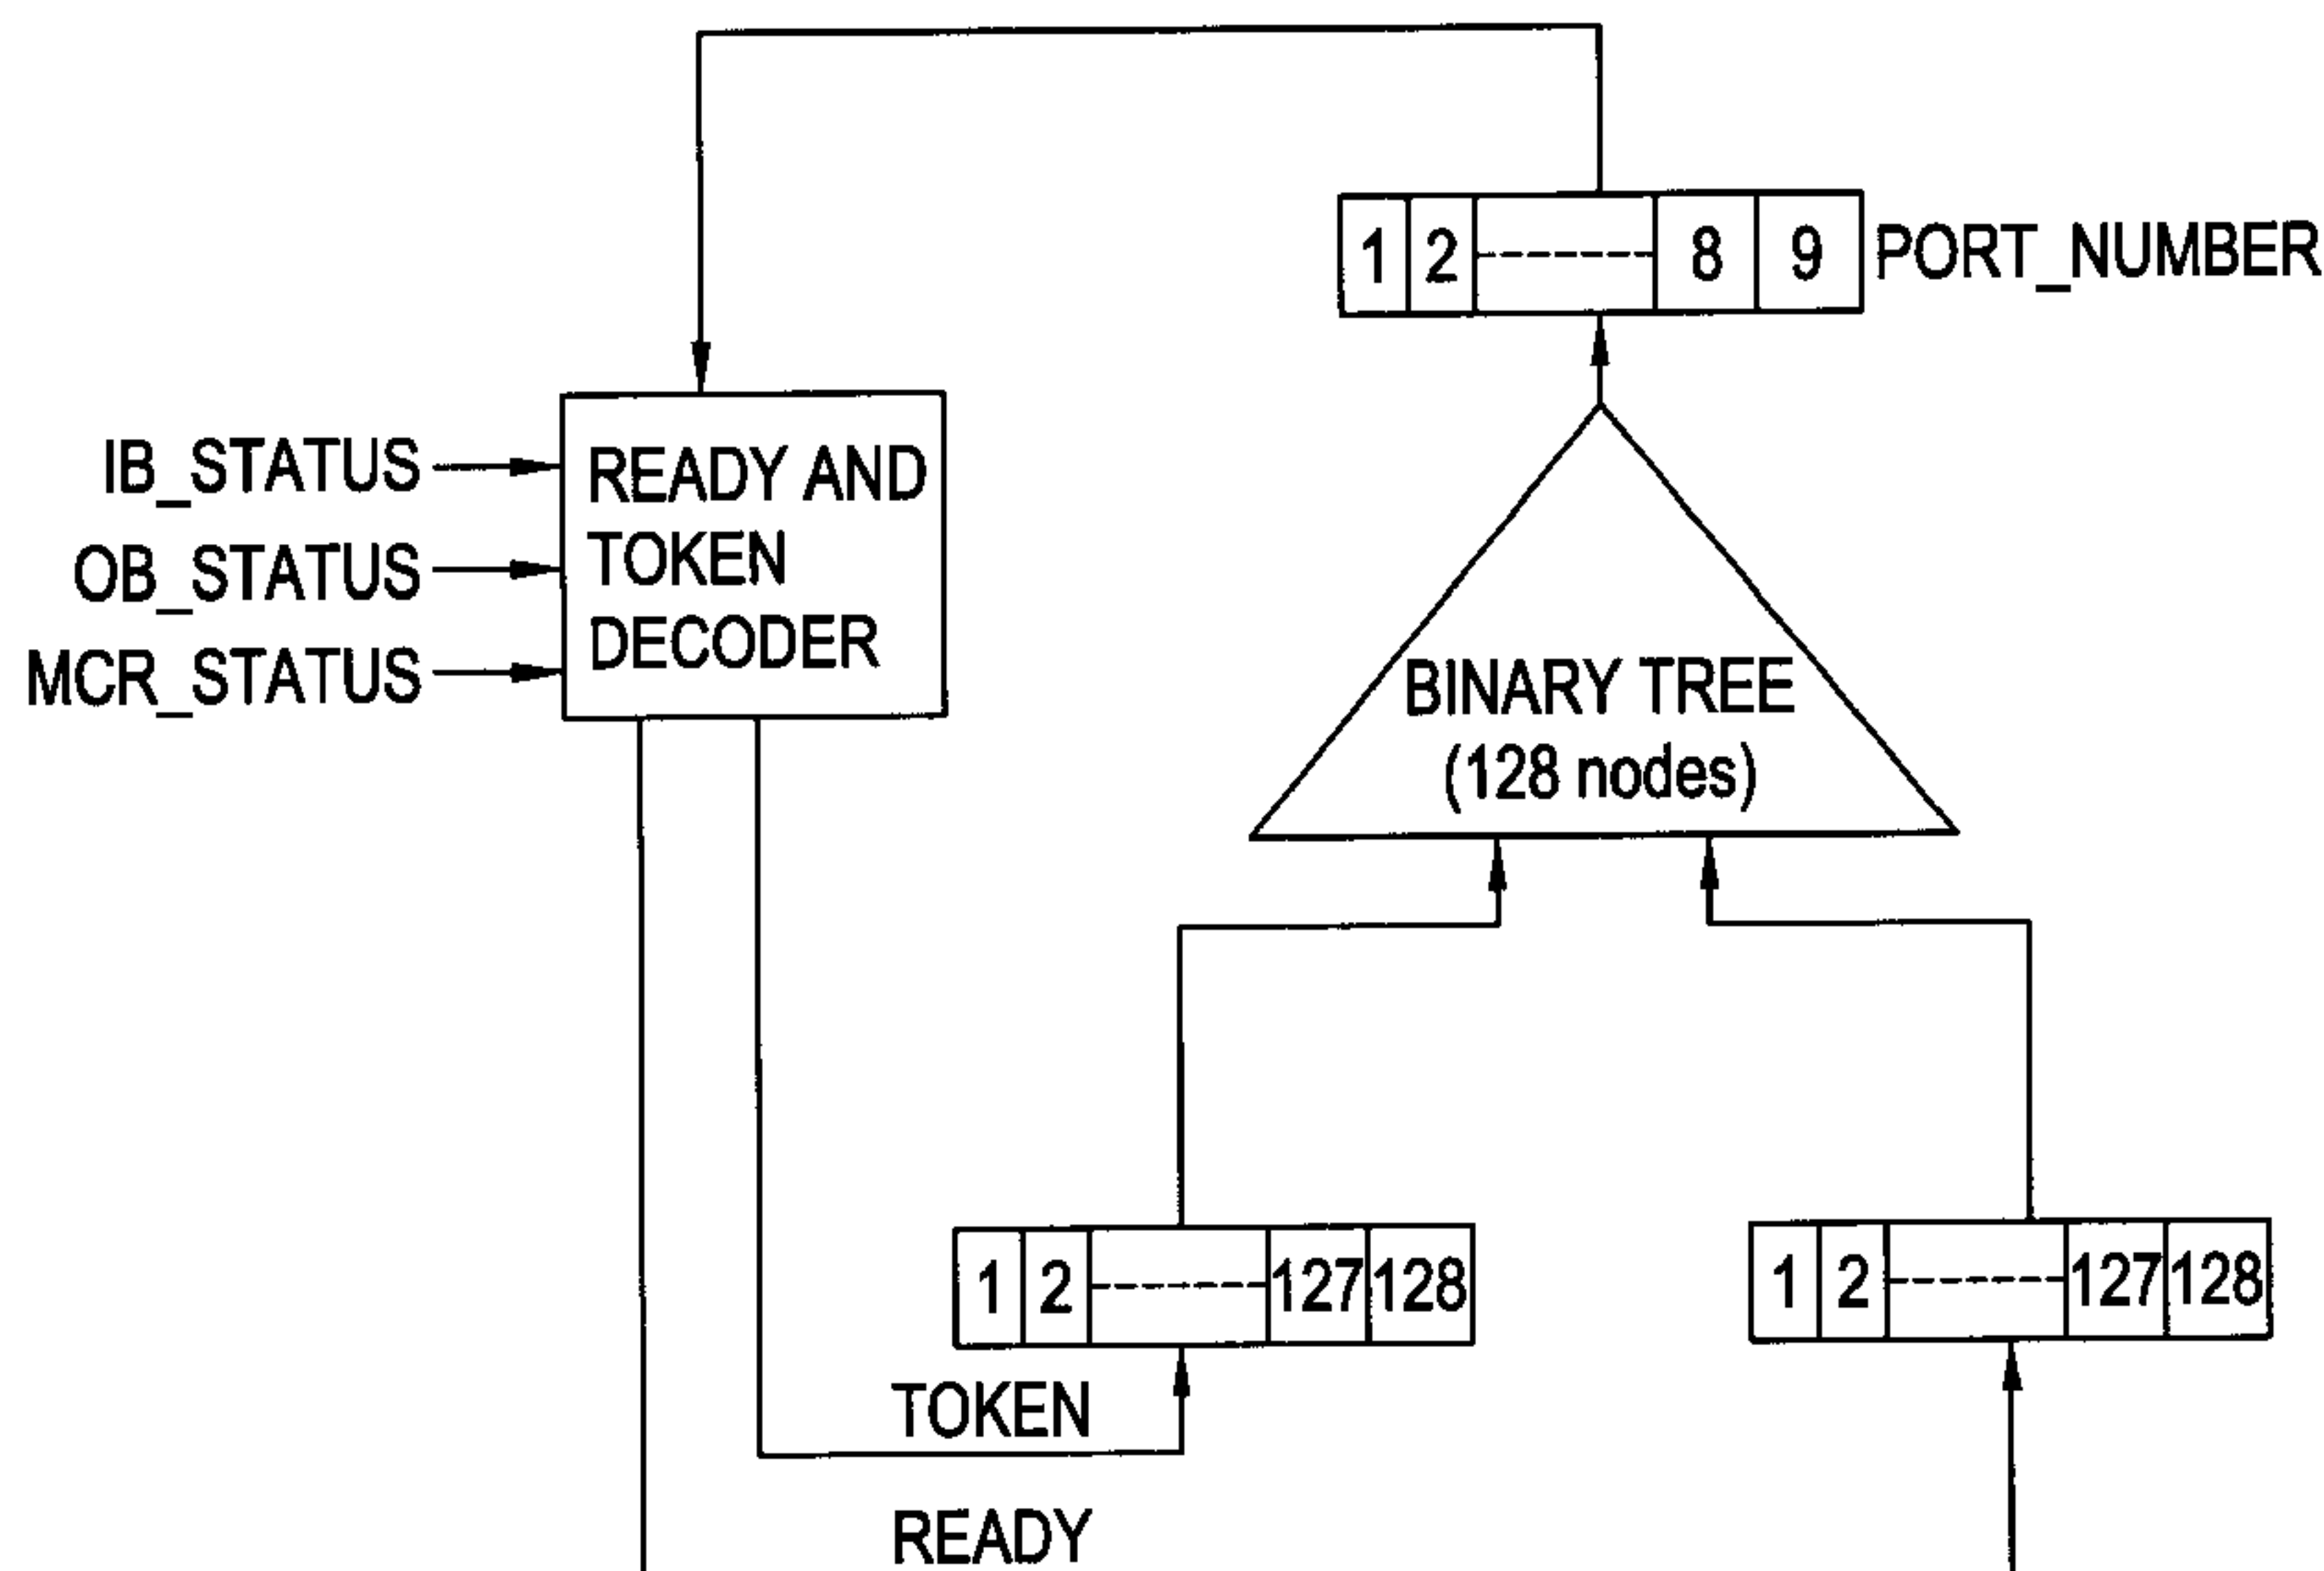 1 2 8 9 PORT_NUMBER
IB_STATUS
OB_STATUS
MCR_STATUS
READY AND
TOKEN
DECODER
BINARY TREE
(128 nodes)
1 2 127 128
1 2 127 128
TOKEN
READY